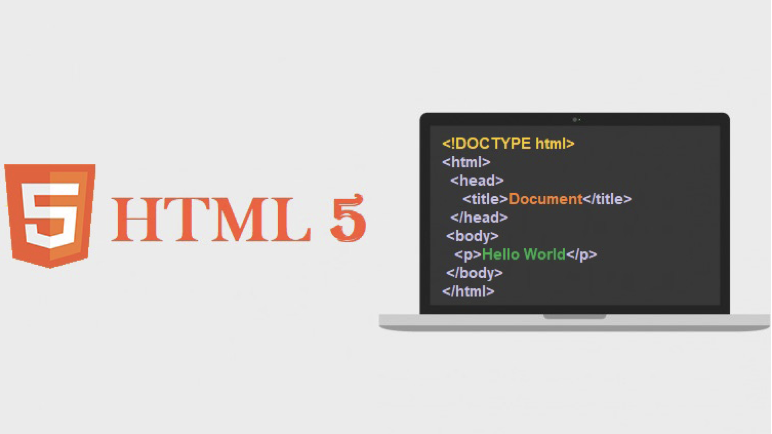 5 HTML 5
<!DOCTYPE html>
<html>
<head>
<title>Document</title>
</head>
<body>
<p>Hello World</p>
</body>
</html>